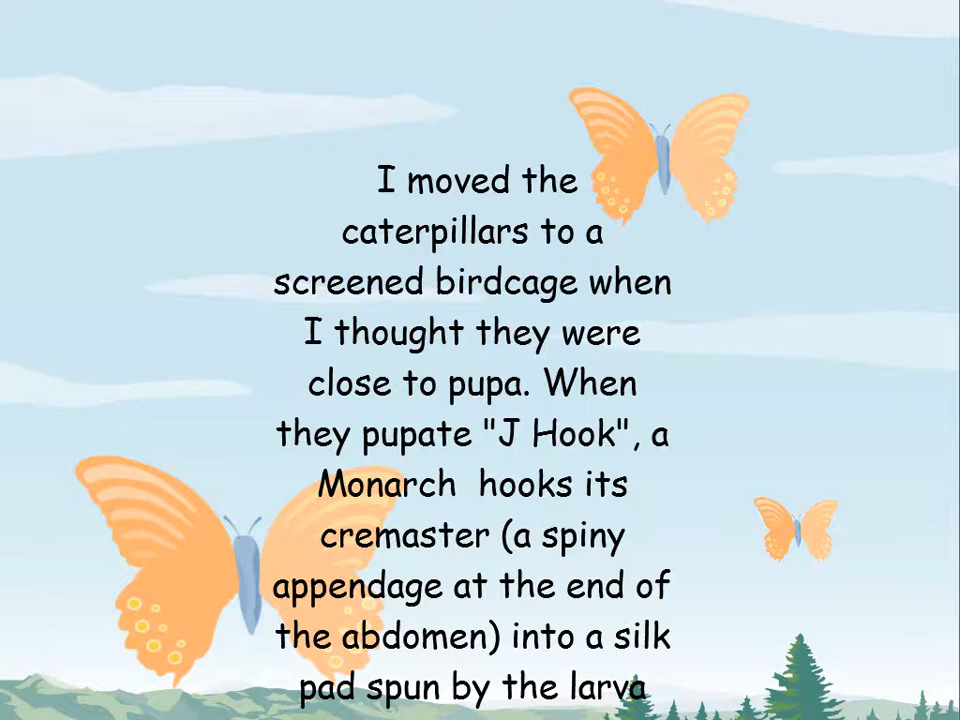 I moved the
caterpillars to a
screened birdcage when
I thought they were
close to pupa. When
they pupate "J Hook", a
Monarch  hooks its
cremaster (a spiny
appendage at the end of
the abdomen) into a silk
pad spun by the larva